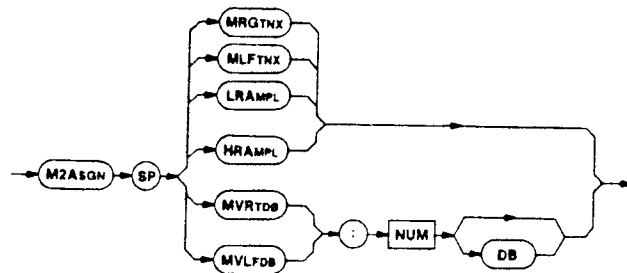 MRGTNX
MLFTNX
LRAMPL
HRAMPL
M2ASGN SP
MVRTDB
: NUM
MVLFDB
DB